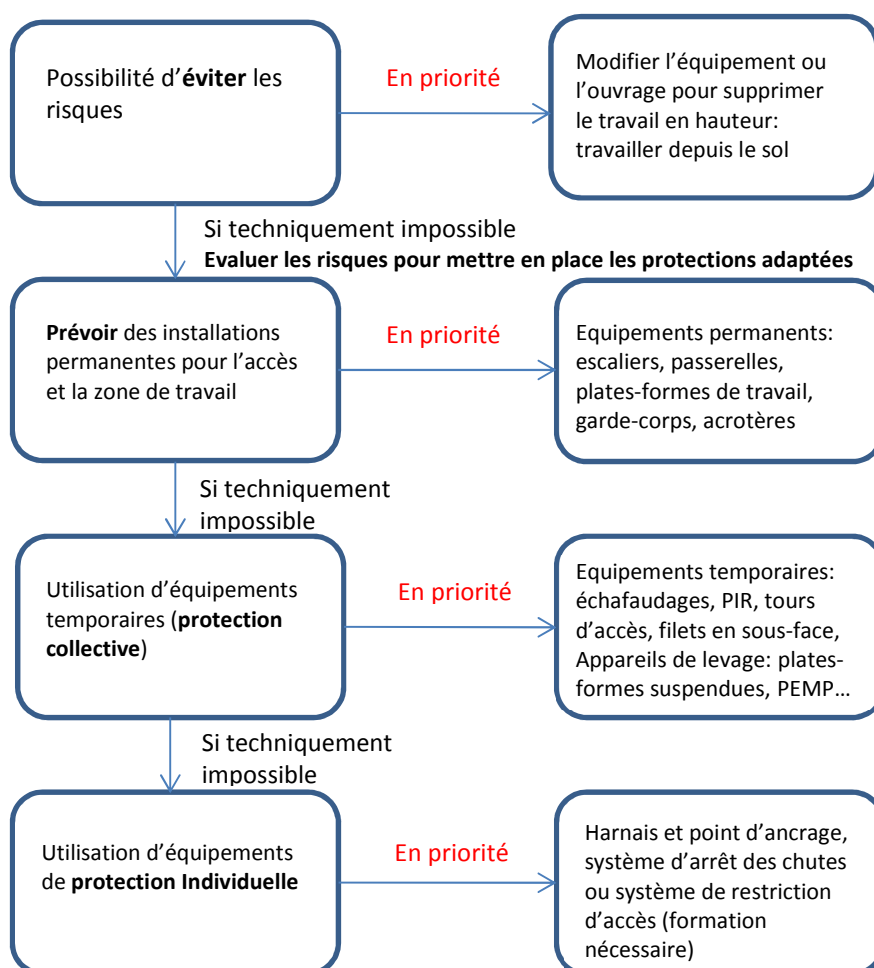 Possibilité d’éviter les
risques
En priorité
Modifier l’équipement ou
l’ouvrage pour supprimer
le travail en hauteur:
travailler depuis le sol
Si techniquement impossible
Evaluer les risques pour mettre en place les protections adaptées
Prévoir des installations
permanentes pour l’accès
et la zone de travail
En priorité
Equipements permanents:
escaliers, passerelles,
plates-formes de travail,
garde-corps, acrotères
Si techniquement
impossible
Utilisation d’équipements
temporaires (protection
collective)
En priorité
Equipements temporaires:
échafaudages, PIR, tours
d’accès, filets en sous-face,
Appareils de levage: plates-
formes suspendues, PEMP…
Si techniquement
impossible
Utilisation d’équipements
de protection Individuelle
En priorité
Harnais et point d’ancrage,
système d’arrêt des chutes
ou système de restriction
d’accès (formation
nécessaire)